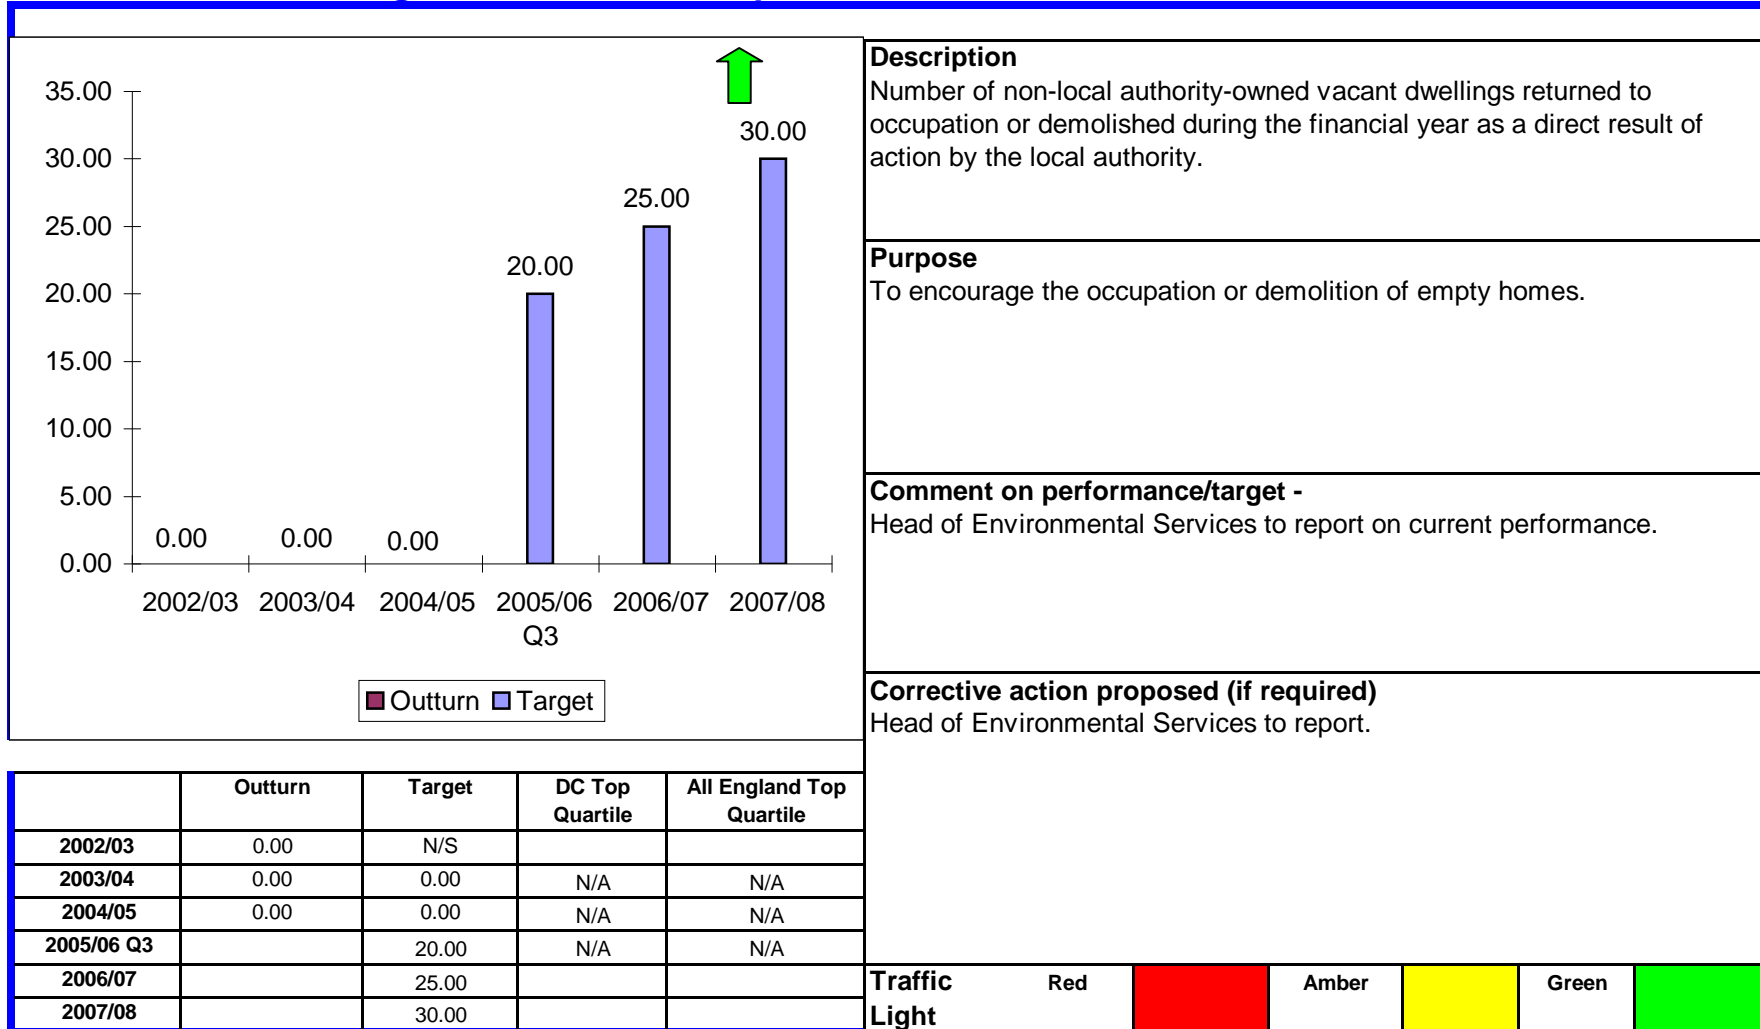 35.00
30.00
25.00
20.00
15.00
10.00
5.00
0.00
0.00 0.00 0.00 20.00 25.00 30.00
2002/03 2003/04 2004/05 2005/06 2006/07 2007/08
Q3
Outturn Target
Description
Number of non-local authority-owned vacant dwellings returned to
occupation or demolished during the financial year as a direct result of
action by the local authority.
Purpose
To encourage the occupation or demolition of empty homes.
Comment on performance/target -
Head of Environmental Services to report on current performance.
Corrective action proposed (if required)
Head of Environmental Services to report.
Outturn Target DC Top All England Top
Quartile Quartile
2002/03 0.00 N/S
2003/04 0.00 0.00 N/A N/A
2004/05 0.00 0.00 N/A N/A
2005/06 Q3 20.00 N/A N/A
2006/07 25.00
2007/08 30.00
Traffic Red Amber Green
Light